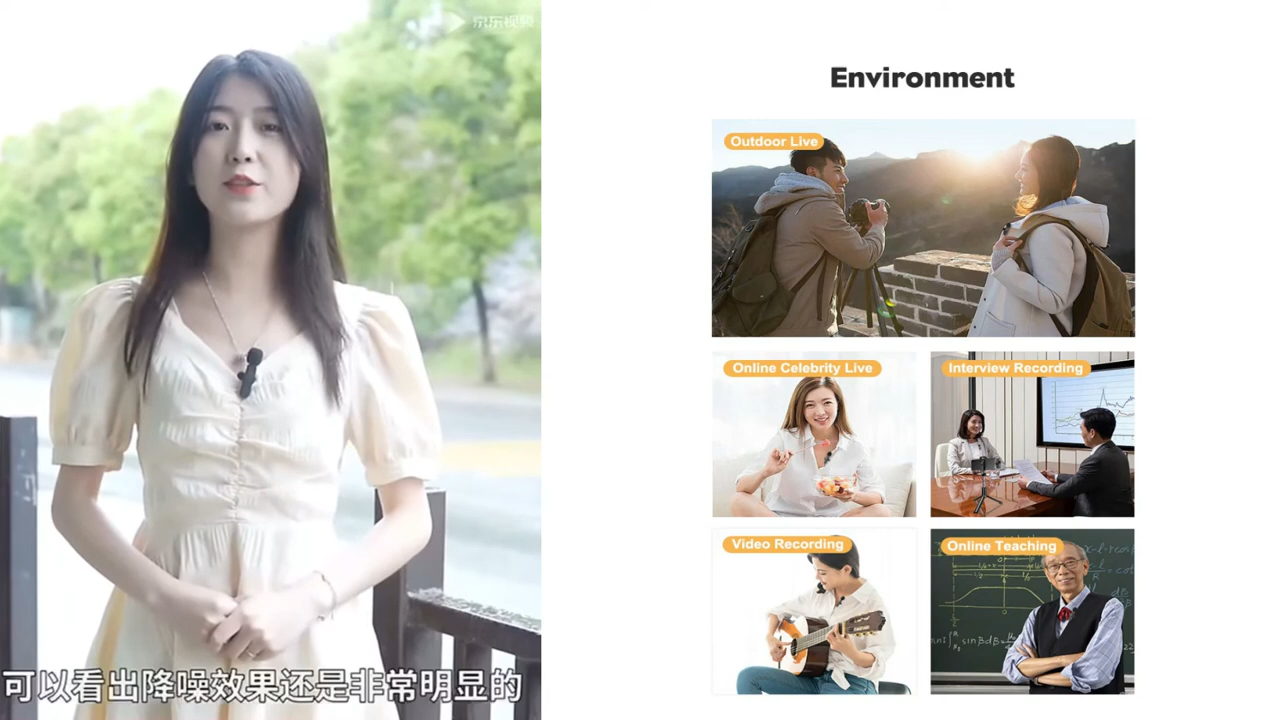 京东视频
可以看出降噪效果还是非常明显的
Environment
Outdoor Live
Online Celebrity Live
Interview Recording
Video Recording
Online Teaching